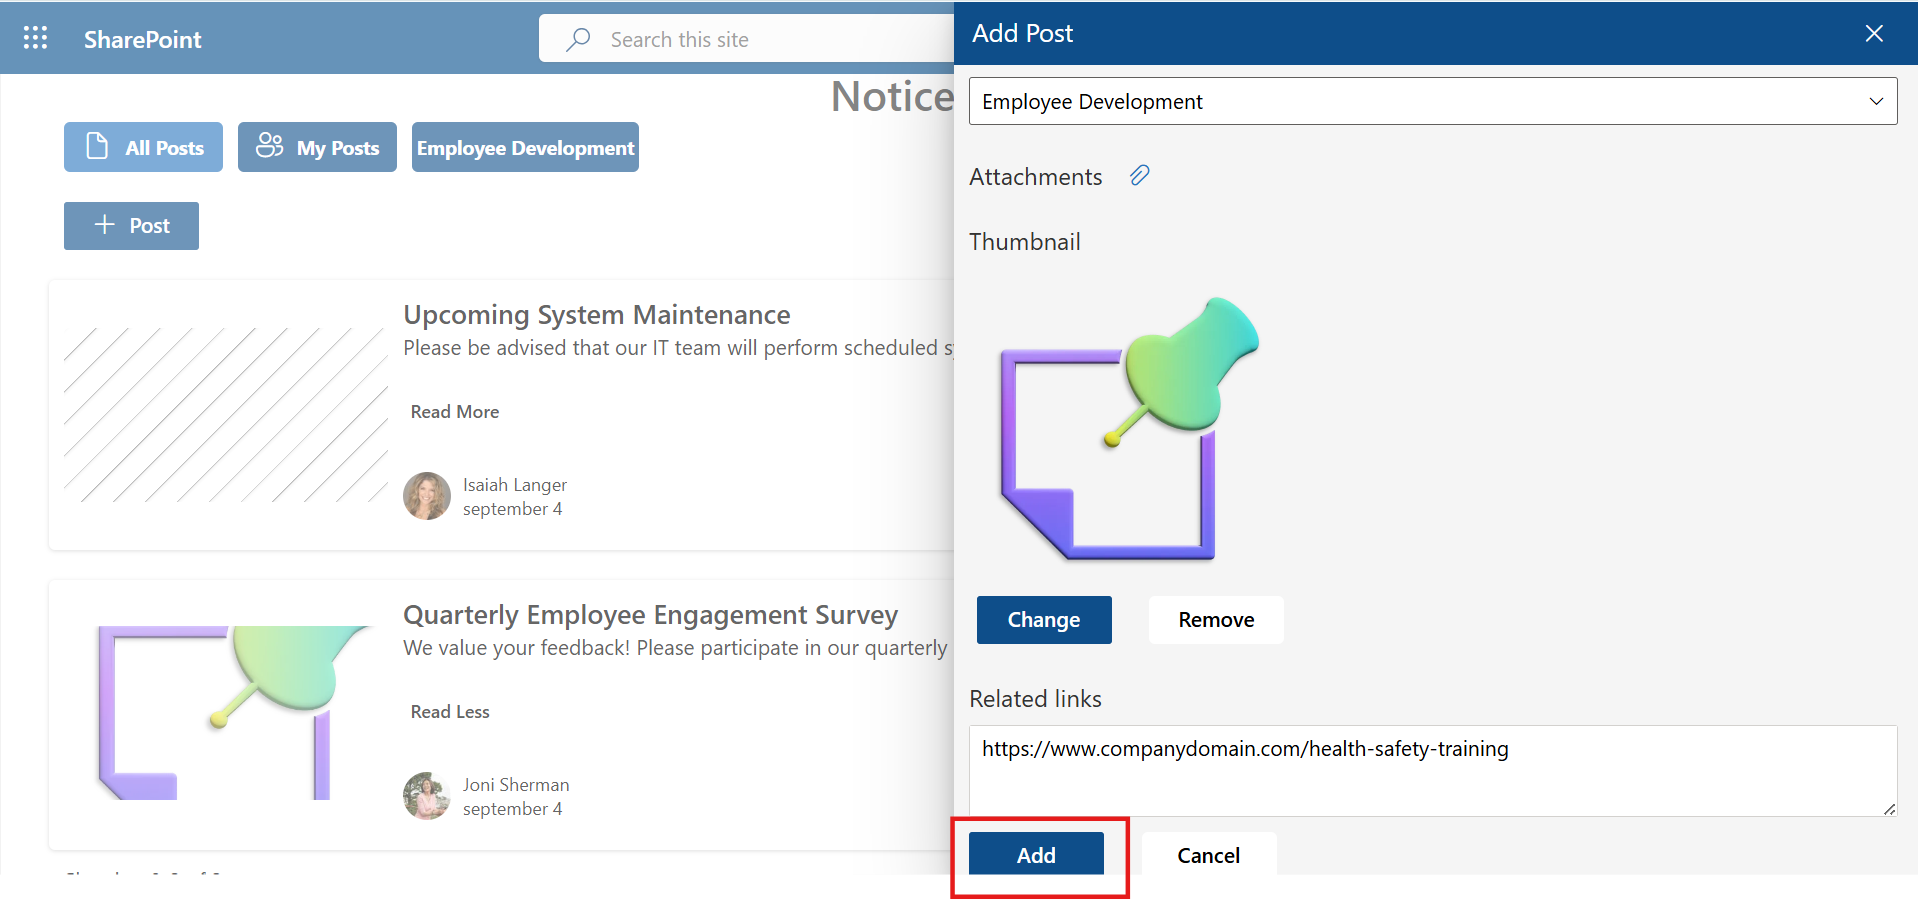 SharePoint
Search this site
Notice
All Posts
My Posts
Employee Development
Post
Upcoming System Maintenance
Please be advised that our IT team will perform scheduled
Read More
Isaiah Langer
september 4
Quarterly Employee Engagement Survey
We value your feedback! Please participate in our quarterly
Read Less
Joni Sherman
september 4
Add Post
Employee Development
Attachments
Thumbnail
Change
Remove
Related links
https://www.companydomain.com/health-safety-training
Add
Cancel